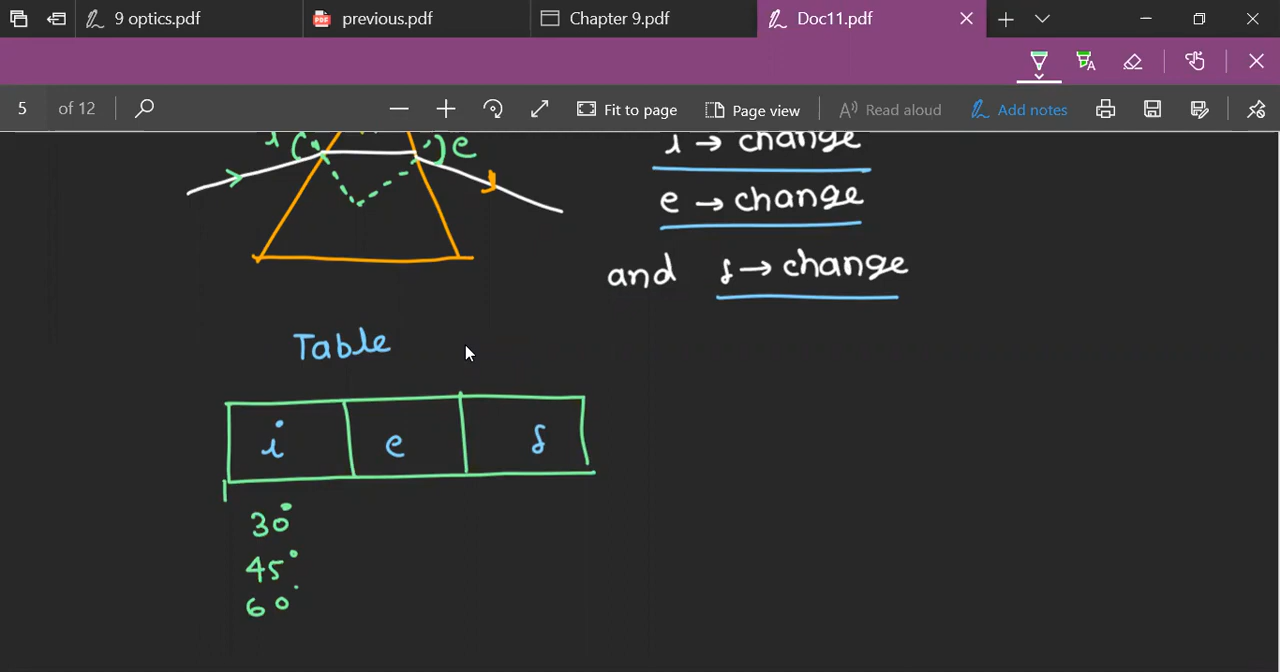 9 optics.pdf
previous.pdf
Chapter 9.pdf
Doc11.pdf
5 of 12
Fit to page
Page view
Read aloud
Add notes
i e
i → change
e → change
and δ → change
Table
i e δ
30°
45°
60°